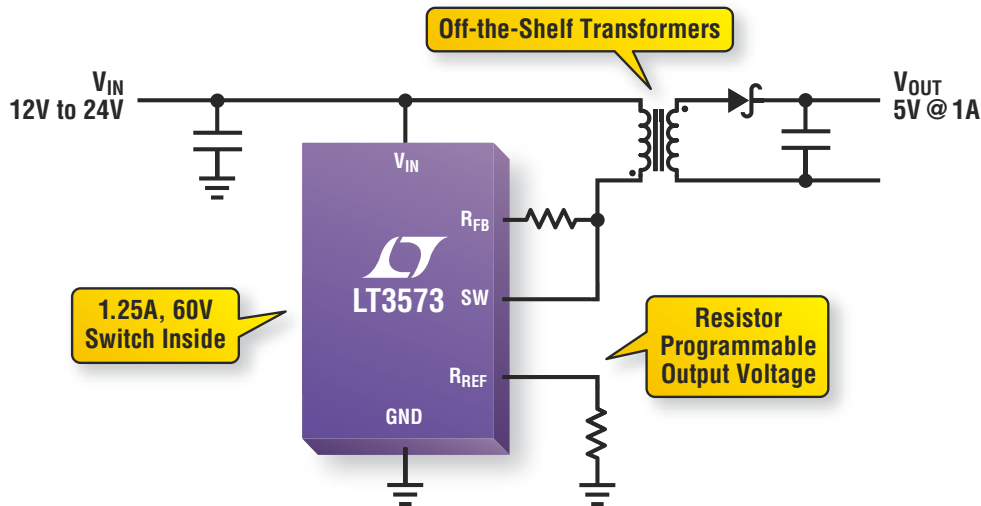 Off-the-Shelf Transformers
VIN
12V to 24V
VOUT
5V @ 1A
VIN
RFB
LT3573
SW
1.25A, 60V
Switch Inside
Resistor
Programmable
Output Voltage
RREF
GND